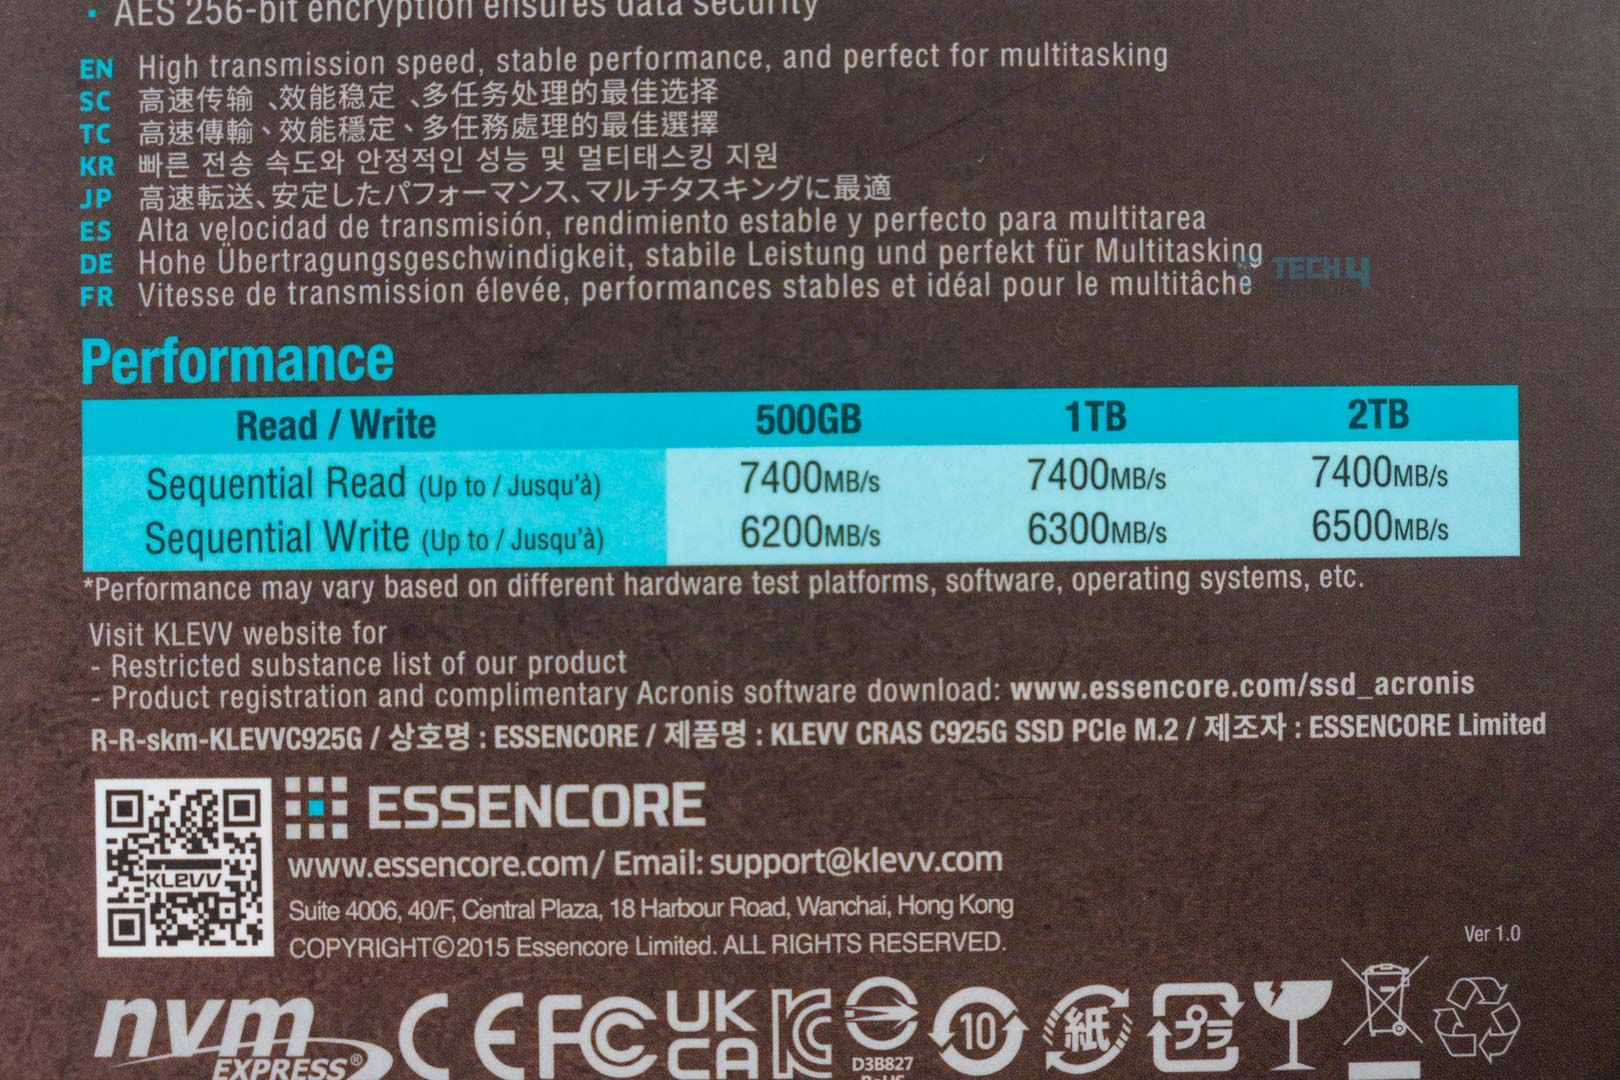 · AES 256-bit encryption ensures data security
EN High transmission speed, stable performance, and perfect for multitasking
SC 高速传输、效能稳定、多任务处理的最佳选择
TC 高速傳輸、效能穩定、多任務處理的最佳選擇
KR 빠른 전송 속도와 안정적인 성능 및 멀티태스킹 지원
JP 高速転送、安定したパフォーマンス、マルチタスキングに最適
ES Alta velocidad de transmisión, rendimiento estable y perfecto para multitarea
DE Hohe Übertragungsgeschwindigkeit, stabile Leistung und perfekt für Multitasking
FR Vitesse de transmission élevée, performances stables et idéal pour le multitâche
TECH4
Performance
Read / Write 500GB 1TB 2TB
Sequential Read (Up to / Jusqu'à) 7400MB/s 7400MB/s 7400MB/s
Sequential Write (Up to / Jusqu'à) 6200MB/s 6300MB/s 6500MB/s
*Performance may vary based on different hardware test platforms, software, operating systems, etc.
Visit KLEVV website for
- Restricted substance list of our product
- Product registration and complimentary Acronis software download: www.essencore.com/ssd_acronis
R-R-skm-KLEVVC925G / 상호명 : ESSENCORE / 제품명 : KLEVV CRAS C925G SSD PCIe M.2 / 제조자 : ESSENCORE Limited
KLEVV
ESSENCORE
www.essencore.com / Email: support@klevv.com
Suite 4006, 40/F, Central Plaza, 18 Harbour Road, Wanchai, Hong Kong
COPYRIGHT©2015 Essencore Limited. ALL RIGHTS RESERVED.
Ver 1.0
nvm EXPRESS® CE FC UK CA KC D3B827 RoHS 10 紙 プラ